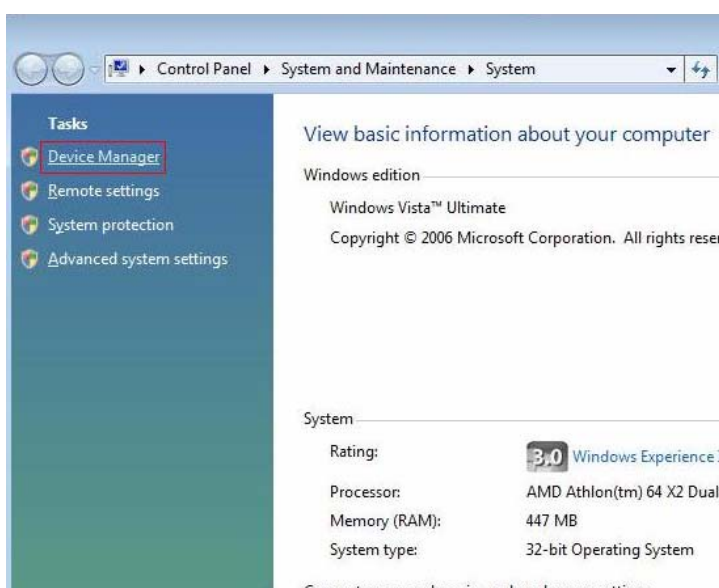 Control Panel ▸ System and Maintenance ▸ System
Tasks
Device Manager
Remote settings
System protection
Advanced system settings
View basic information about your computer
Windows edition
Windows Vista™ Ultimate
Copyright © 2006 Microsoft Corporation. All rights reser
System
Rating:
3.0 Windows Experience
Processor: AMD Athlon(tm) 64 X2 Dual
Memory (RAM): 447 MB
System type: 32-bit Operating System